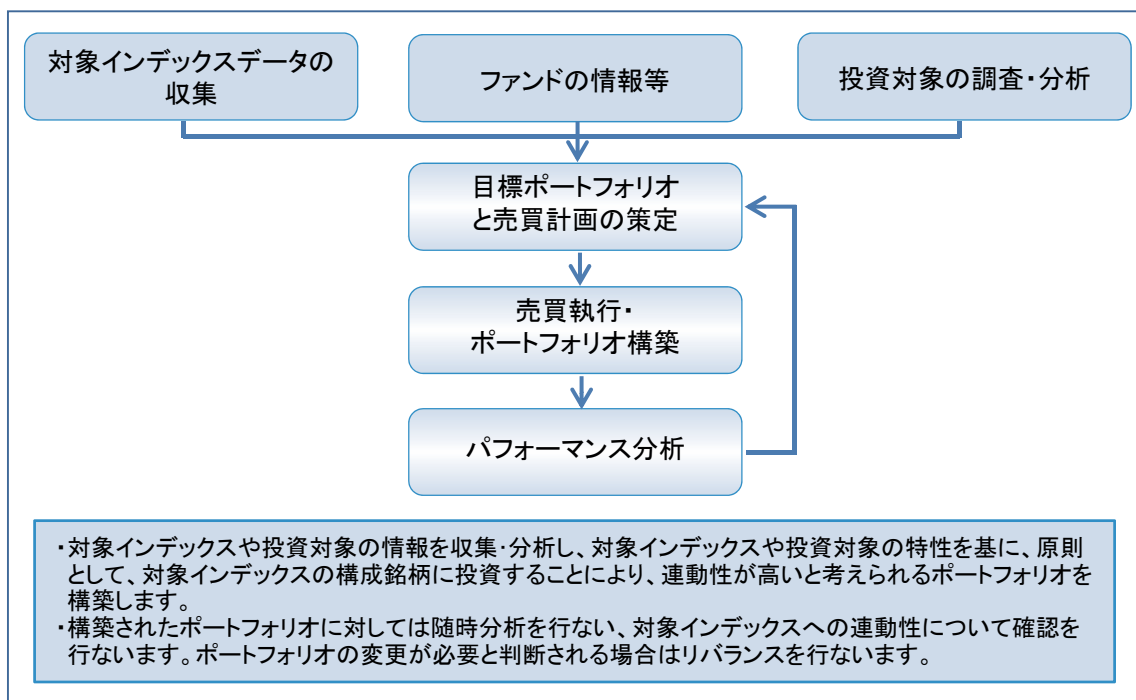 対象インデックスデータの
収集
ファンドの情報等
投資対象の調査・分析
目標ポートフォリオ
と売買計画の策定
売買執行・
ポートフォリオ構築
パフォーマンス分析
・対象インデックスや投資対象の情報を収集・分析し、対象インデックスや投資対象の特性を基に、原則
として、対象インデックスの構成銘柄に投資することにより、連動性が高いと考えられるポートフォリオを
構築します。
・構築されたポートフォリオに対しては随時分析を行ない、対象インデックスへの連動性について確認を
行ないます。ポートフォリオの変更が必要と判断される場合はリバランスを行ないます。